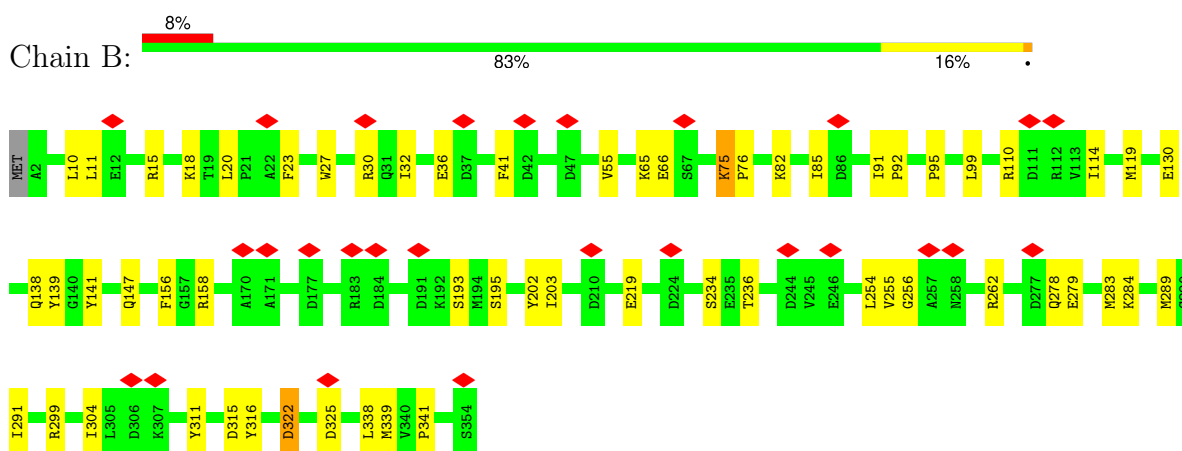 8%
Chain B:
83% 16% •
MET A2 L10 L11 E12 R15 K18 T19 L20 P21 A22 F23 W27 R30 Q31 I32 E36 D37 F41 D42 D47 V55 K65 E66 S67 K75 P76 K82 I85 D86 I91 P92 P95 L99 R110 D111 R112 V113 I114 M119 E130
Q138 Y139 G140 Y141 Q147 F156 G157 R158 A170 A171 D177 R183 D184 D191 K192 S193 M194 S195 Y202 I203 D210 E219 D224 S234 E235 T236 D244 V245 E246 L254 V255 G256 A257 N258 R262 D277 Q278 E279 M283 K284 M289
I291 R299 I304 L305 D306 K307 Y311 D315 Y316 D322 D325 L338 M339 V340 P341 S354